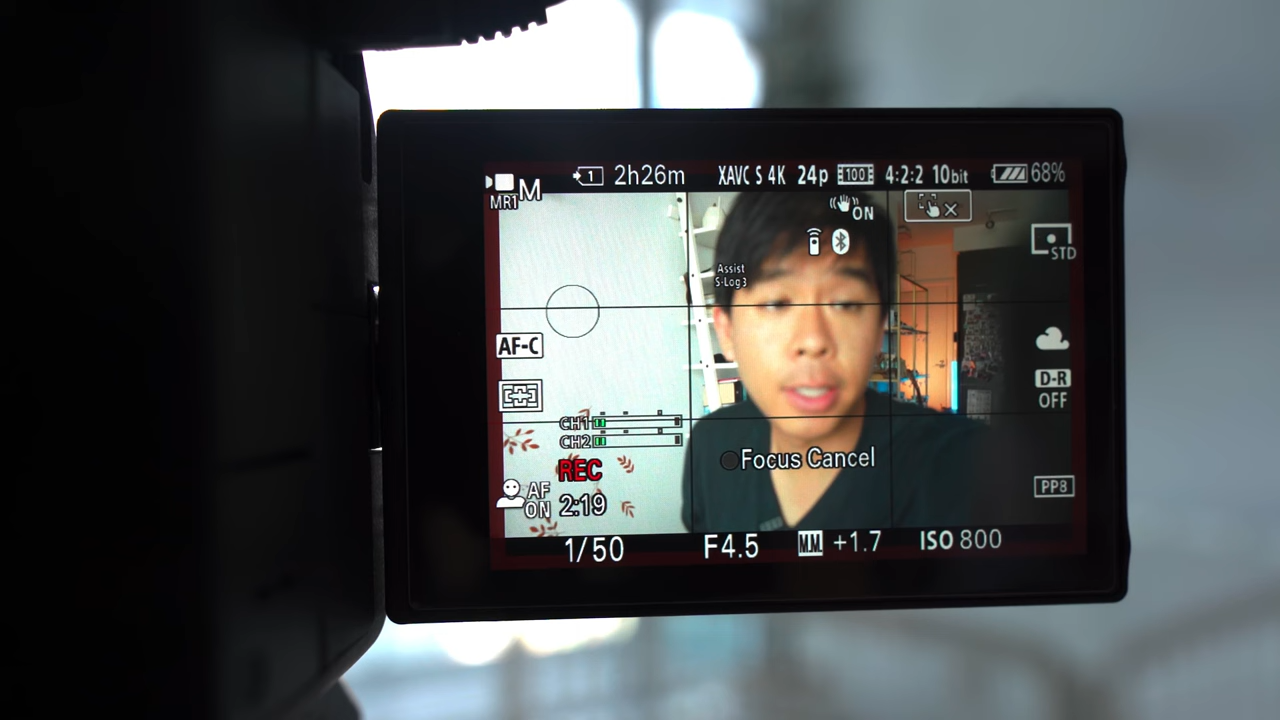 1 2h26m XAVC S 4K 24p 100 4:2:2 10bit 68%
M
MR1
ON
STD
Assist
S-Log3
AF-C
D-R
OFF
CH1
CH2
REC
Focus Cancel
AF
ON
2:19
PP8
1/50 F4.5 M.M. +1.7 ISO 800